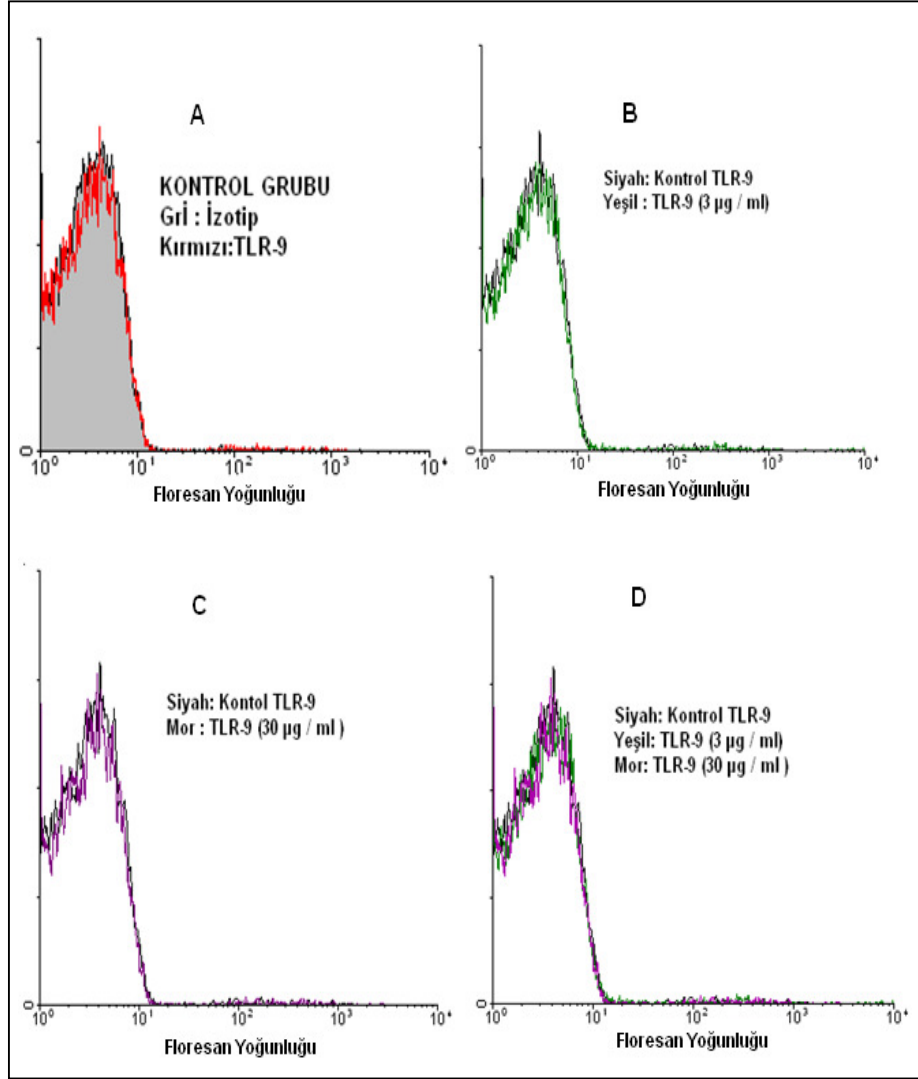 A
KONTROL GRUBU
Grİ : İzotip
Kırmızı:TLR-9
0
10⁰ 10¹ 10² 10³ 10⁴
Floresan Yoğunluğu
B
Siyah: Kontrol TLR-9
Yeşil : TLR-9 (3 µg / ml)
0
10⁰ 10¹ 10² 10³ 10⁴
Floresan Yoğunluğu
C
Siyah: Kontol TLR-9
Mor : TLR-9 (30 µg / ml )
0
10⁰ 10¹ 10² 10³ 10⁴
Floresan Yoğunluğu
D
Siyah: Kontrol TLR-9
Yeşil: TLR-9 (3 µg / ml)
Mor: TLR-9 (30 µg / ml )
0
10⁰ 10¹ 10² 10³ 10⁴
Floresan Yoğunluğu